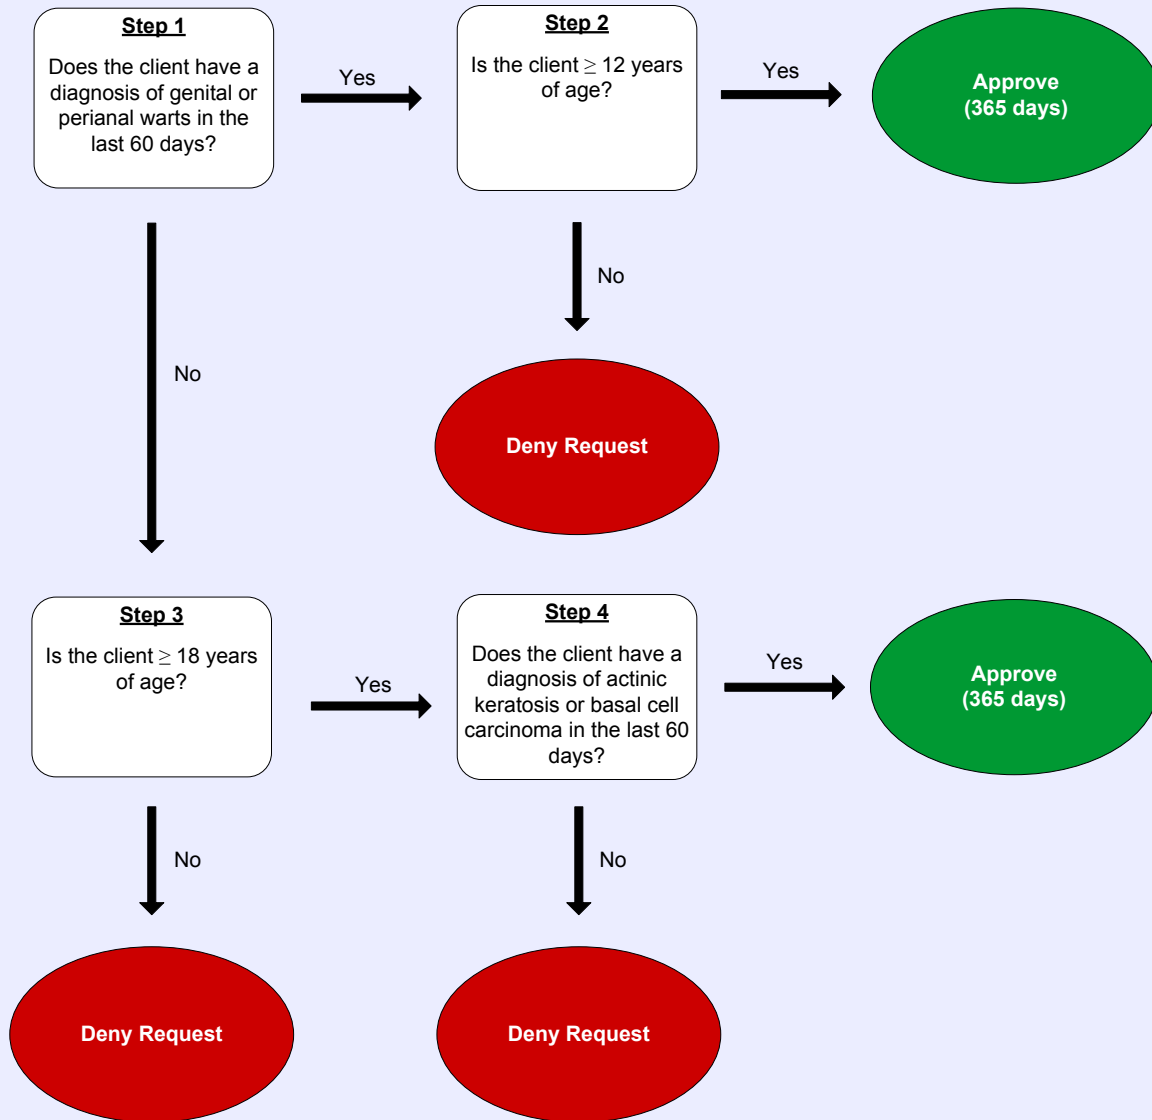 Step 1
Does the client have a
diagnosis of genital or
perianal warts in the
last 60 days?
Yes
Step 2
Is the client ≥ 12 years
of age?
Yes
Approve
(365 days)
No
No
Deny Request
Step 3
Is the client ≥ 18 years
of age?
Yes
Step 4
Does the client have a
diagnosis of actinic
keratosis or basal cell
carcinoma in the last 60
days?
Yes
Approve
(365 days)
No
No
Deny Request
Deny Request